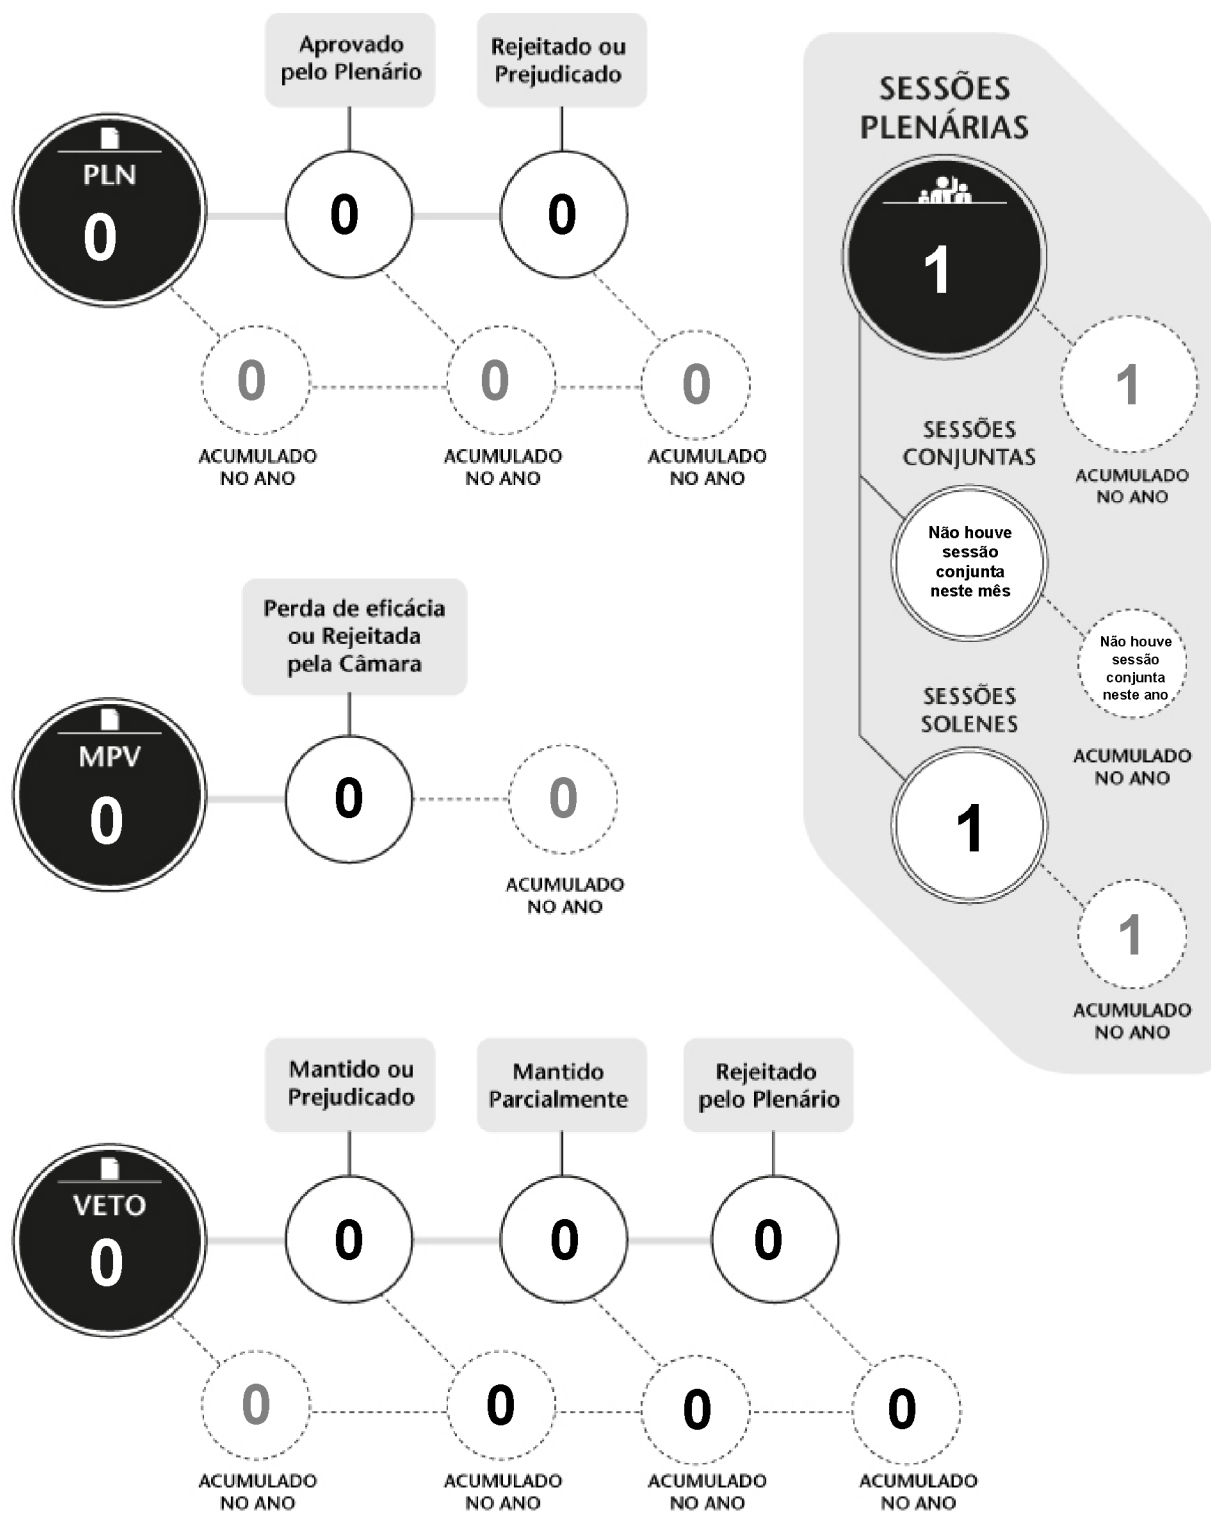 Aprovado
pelo Plenário
Rejeitado ou
Prejudicado
PLN
0
0
0
0
ACUMULADO
NO ANO
0
ACUMULADO
NO ANO
0
ACUMULADO
NO ANO
SESSÕES
PLENÁRIAS
1
1
ACUMULADO
NO ANO
SESSÕES
CONJUNTAS
Não houve
sessão
conjunta
neste mês
Não houve
sessão
conjunta
neste ano
ACUMULADO
NO ANO
SESSÕES
SOLENES
1
1
ACUMULADO
NO ANO
Perda de eficácia
ou Rejeitada
pela Câmara
MPV
0
0
0
ACUMULADO
NO ANO
Mantido ou
Prejudicado
Mantido
Parcialmente
Rejeitado
pelo Plenário
VETO
0
0
0
0
0
ACUMULADO
NO ANO
0
ACUMULADO
NO ANO
0
ACUMULADO
NO ANO
0
ACUMULADO
NO ANO